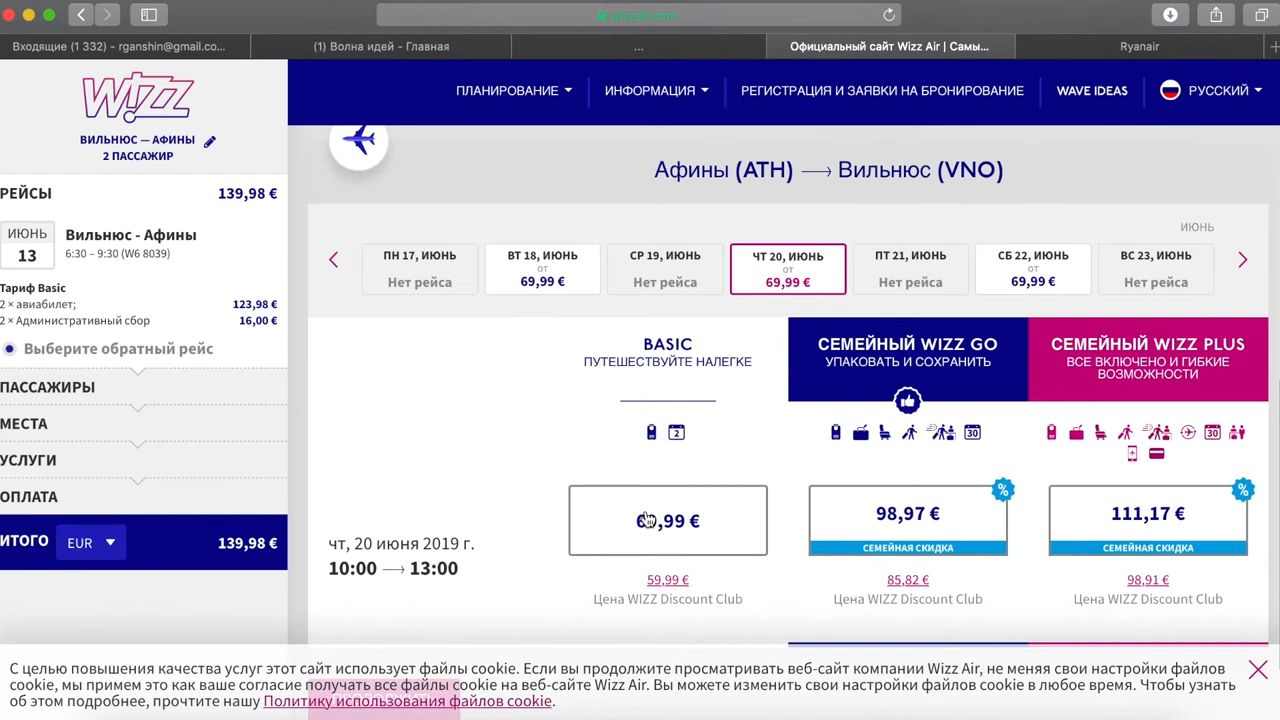 wizzair.com
Входящие (1 332) - rganshin@gmail.co...
(1) Волна идей - Главная
...
Официальный сайт Wizz Air | Самы...
Ryanair
WIZZ
ВИЛЬНЮС — АФИНЫ
2 ПАССАЖИР
РЕЙСЫ 139,98 €
ИЮНЬ
13
Вильнюс - Афины
6:30 – 9:30 (W6 8039)
Тариф Basic
2 × авиабилет; 123,98 €
2 × Административный сбор 16,00 €
Выберите обратный рейс
ПАССАЖИРЫ
МЕСТА
УСЛУГИ
ОПЛАТА
ИТОГО EUR 139,98 €
ПЛАНИРОВАНИЕ
ИНФОРМАЦИЯ
РЕГИСТРАЦИЯ И ЗАЯВКИ НА БРОНИРОВАНИЕ
WAVE IDEAS
РУССКИЙ
Афины (ATH) → Вильнюс (VNO)
ИЮНЬ
ПН 17, ИЮНЬ
Нет рейса
ВТ 18, ИЮНЬ
от
69,99 €
СР 19, ИЮНЬ
Нет рейса
ЧТ 20, ИЮНЬ
от
69,99 €
ПТ 21, ИЮНЬ
Нет рейса
СБ 22, ИЮНЬ
от
69,99 €
ВС 23, ИЮНЬ
Нет рейса
BASIC
ПУТЕШЕСТВУЙТЕ НАЛЕГКЕ
СЕМЕЙНЫЙ WIZZ GO
УПАКОВАТЬ И СОХРАНИТЬ
СЕМЕЙНЫЙ WIZZ PLUS
ВСЕ ВКЛЮЧЕНО И ГИБКИЕ
ВОЗМОЖНОСТИ
2
30
30
чт, 20 июня 2019 г.
10:00 → 13:00
69,99 €
59,99 €
Цена WIZZ Discount Club
%
98,97 €
СЕМЕЙНАЯ СКИДКА
85,82 €
Цена WIZZ Discount Club
%
111,17 €
СЕМЕЙНАЯ СКИДКА
98,91 €
Цена WIZZ Discount Club
С целью повышения качества услуг этот сайт использует файлы cookie. Если вы продолжите просматривать веб-сайт компании Wizz Air, не меняя свои настройки файлов
cookie, мы примем это как ваше согласие получать все файлы cookie на веб-сайте Wizz Air. Вы можете изменить свои настройки файлов cookie в любое время. Чтобы узнать
об этом подробнее, прочтите нашу Политику использования файлов cookie.